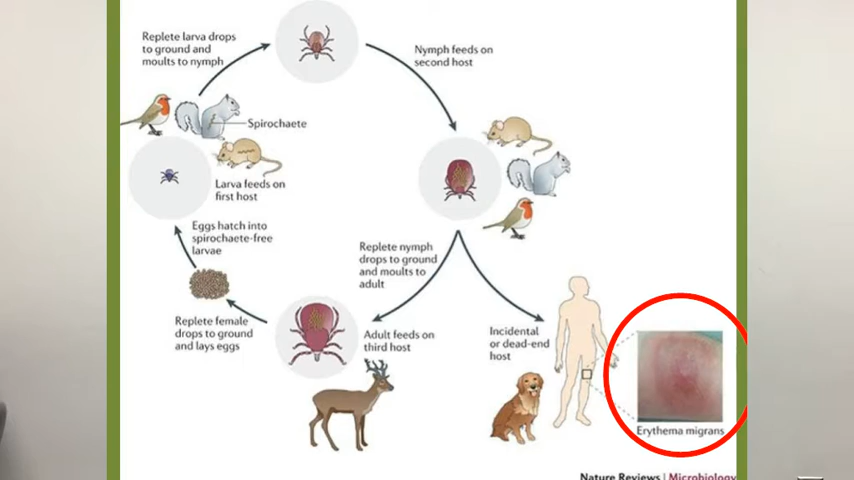 Replete larva drops
to ground and
moults to nymph
Nymph feeds on
second host
Spirochaete
Larva feeds on
first host
Eggs hatch into
spirochaete-free
larvae
Replete nymph
drops to ground
and moults to
adult
Replete female
drops to ground
and lays eggs
Adult feeds on
third host
Incidental
or dead-end
host
Erythema migrans
Nature Reviews | Microbiology